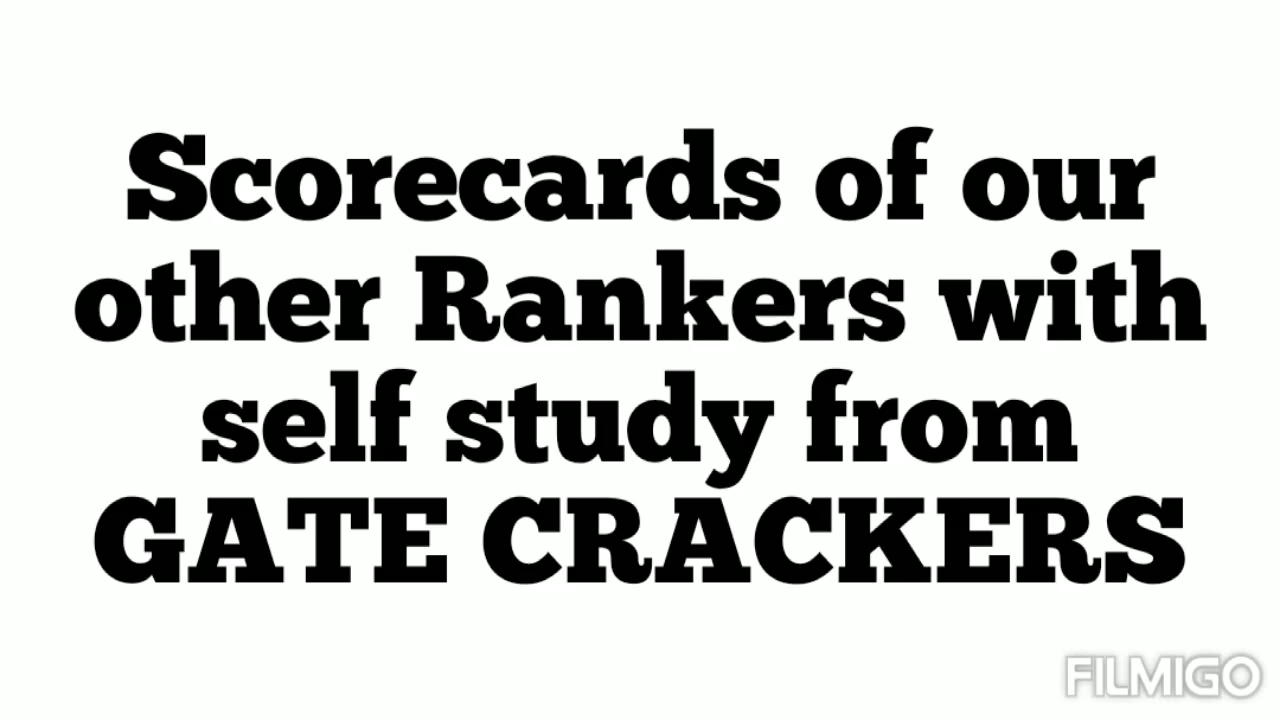 Scorecards of our
other Rankers with
self study from
GATE CRACKERS
FILMIGO